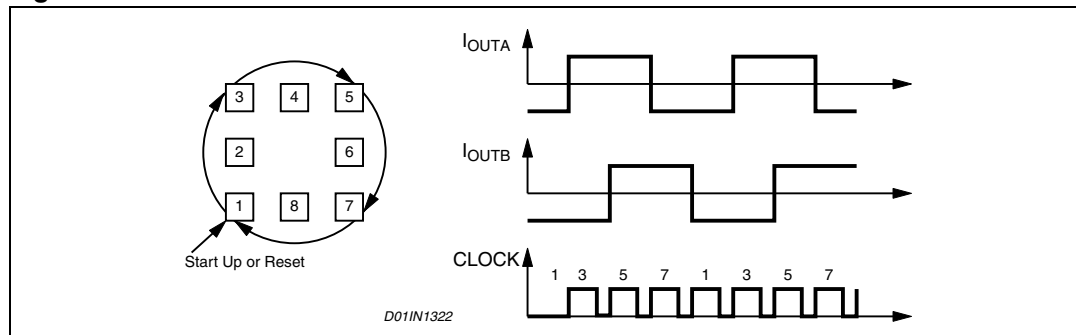 3 4 5
2 6
1 8 7
Start Up or Reset
D01IN1322
IOUTA
IOUTB
CLOCK
1 3 5 7 1 3 5 7